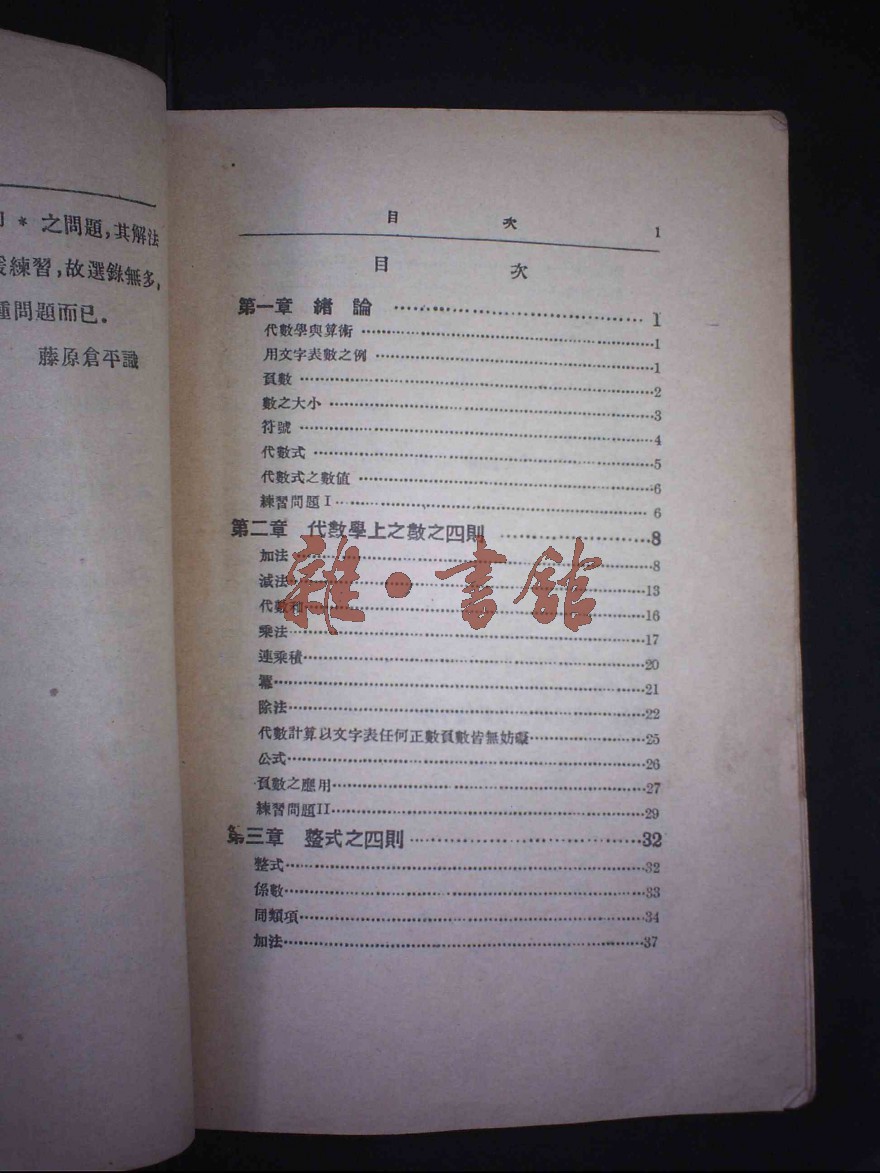 * 之問題,其解法
練習,故選錄無多,
種問題而已.
藤原倉平識
目 次 1
目 次
第一章 緒 論 ……………………………… 1
代數學與算術 ………………………………1
用文字表數之例 ………………………………1
負數 ………………………………2
數之大小 ………………………………3
符號 ………………………………4
代數式 ………………………………5
代數式之數值 ………………………………6
練習問題 I ……………………………… 6
第二章 代數學上之數之四則 ………………………8
加法………………………………8
減法………………………………13
代數和………………………………16
乘法………………………………17
連乘積………………………………20
冪………………………………21
除法………………………………22
代數計算以文字表任何正數負數皆無妨礙………………25
公式………………………………26
負數之應用………………………………27
練習問題II………………………………29
第三章 整式之四則………………………32
整式………………………………32
係數………………………………33
同類項………………………………34
加法………………………………37
雜·書館